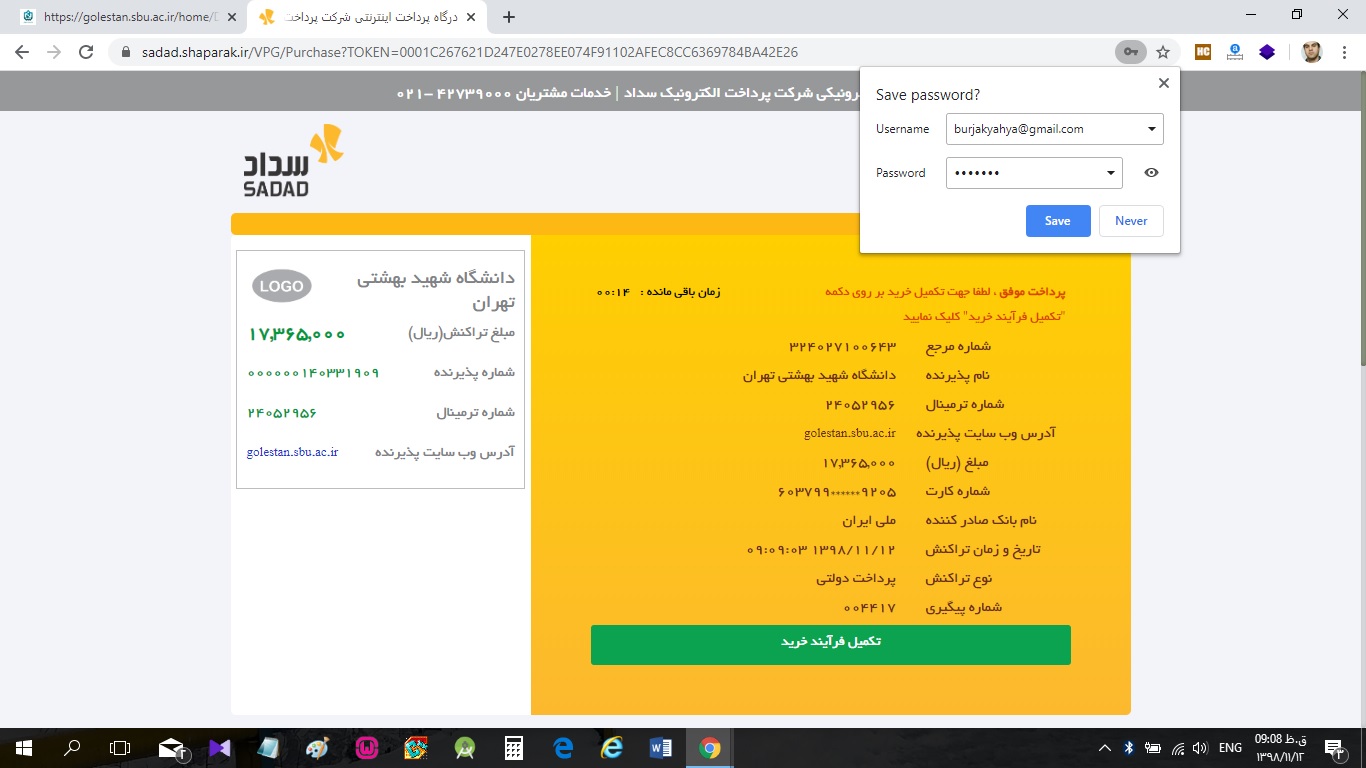 https://golestan.sbu.ac.ir/home/D
درگاه پرداخت اینترنتی شرکت پرداخت
sadad.shaparak.ir/VPG/Purchase?TOKEN=0001C267621D247E0278EE074F91102AFEC8CC6369784BA42E26
شرکت پرداخت الکترونیک سداد | خدمات مشتریان ۴۲۷۳۹۰۰۰ –۰۲۱
Save password?
Username burjakyahya@gmail.com
Password •••••••
Save Never
سداد
SADAD
LOGO
دانشگاه شهید بهشتی
تهران
مبلغ تراکنش(ریال) ۱۷,۳۶۵,۰۰۰
شماره پذیرنده ۰۰۰۰۰۰۱۴۰۳۳۱۹۰۹
شماره ترمینال ۲۴۰۵۲۹۵۶
آدرس وب سایت پذیرنده golestan.sbu.ac.ir
پرداخت موفق ، لطفا جهت تکمیل خرید بر روی دکمه
"تکمیل فرآیند خرید" کلیک نمایید
زمان باقی مانده : ۰۰:۱۴
شماره مرجع ۳۲۴۰۲۷۱۰۰۶۴۳
نام پذیرنده دانشگاه شهید بهشتی تهران
شماره ترمینال ۲۴۰۵۲۹۵۶
آدرس وب سایت پذیرنده golestan.sbu.ac.ir
مبلغ (ریال) ۱۷,۳۶۵,۰۰۰
شماره کارت ۶۰۳۷۹۹******۹۲۰۵
نام بانک صادر کننده ملی ایران
تاریخ و زمان تراکنش ۱۳۹۸/۱۱/۱۲ ۰۹:۰۹:۰۳
نوع تراکنش پرداخت دولتی
شماره پیگیری ۰۰۴۴۱۷
تکمیل فرآیند خرید
ENG
09:08 ق.ظ
۱۳۹۸/۱۱/۱۲